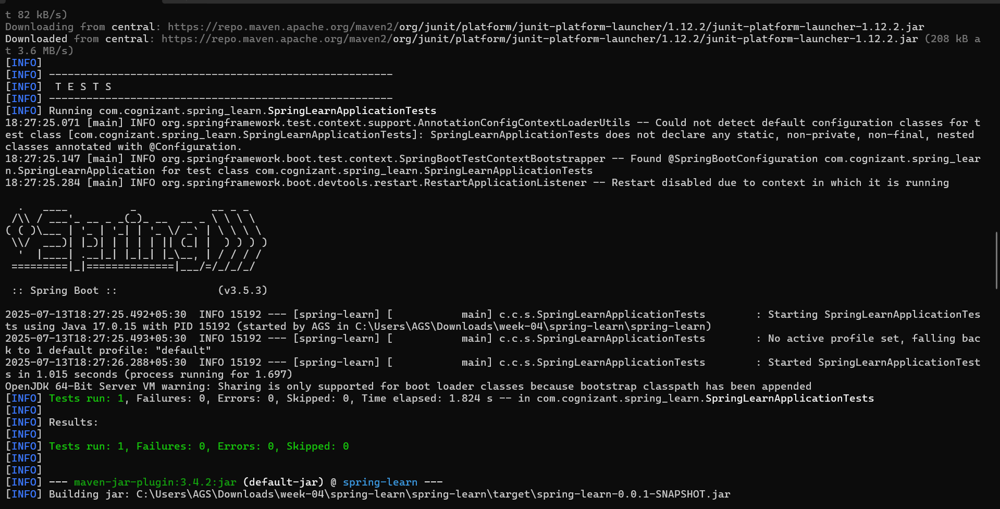 t 82 kB/s)
Downloading from central: https://repo.maven.apache.org/maven2/org/junit/platform/junit-platform-launcher/1.12.2/junit-platform-launcher-1.12.2.jar
Downloaded from central: https://repo.maven.apache.org/maven2/org/junit/platform/junit-platform-launcher/1.12.2/junit-platform-launcher-1.12.2.jar (208 kB a
t 3.6 MB/s)
[INFO]
[INFO] -------------------------------------------------------
[INFO]  T E S T S
[INFO] -------------------------------------------------------
[INFO] Running com.cognizant.spring_learn.SpringLearnApplicationTests
18:27:25.071 [main] INFO org.springframework.test.context.support.AnnotationConfigContextLoaderUtils -- Could not detect default configuration classes for t
est class [com.cognizant.spring_learn.SpringLearnApplicationTests]: SpringLearnApplicationTests does not declare any static, non-private, non-final, nested
classes annotated with @Configuration.
18:27:25.147 [main] INFO org.springframework.boot.test.context.SpringBootTestContextBootstrapper -- Found @SpringBootConfiguration com.cognizant.spring_lear
n.SpringLearnApplication for test class com.cognizant.spring_learn.SpringLearnApplicationTests
18:27:25.284 [main] INFO org.springframework.boot.devtools.restart.RestartApplicationListener -- Restart disabled due to context in which it is running

  .   ____          _            __ _ _
 /\\ / ___'_ __ _ _(_)_ __  __ _ \ \ \ \
( ( )\___ | '_ | '_| | '_ \/ _` | \ \ \ \
 \\/  ___)| |_)| | | | | || (_| |  ) ) ) )
  '  |____| .__|_| |_|_| |_\__, | / / / /
 =========|_|==============|___/=/_/_/_/

 :: Spring Boot ::                (v3.5.3)

2025-07-13T18:27:25.492+05:30  INFO 15192 --- [spring-learn] [           main] c.c.s.SpringLearnApplicationTests        : Starting SpringLearnApplicationTes
ts using Java 17.0.15 with PID 15192 (started by AGS in C:\Users\AGS\Downloads\week-04\spring-learn\spring-learn)
2025-07-13T18:27:25.493+05:30  INFO 15192 --- [spring-learn] [           main] c.c.s.SpringLearnApplicationTests        : No active profile set, falling bac
k to 1 default profile: "default"
2025-07-13T18:27:26.288+05:30  INFO 15192 --- [spring-learn] [           main] c.c.s.SpringLearnApplicationTests        : Started SpringLearnApplicationTest
s in 1.015 seconds (process running for 1.697)
OpenJDK 64-Bit Server VM warning: Sharing is only supported for boot loader classes because bootstrap classpath has been appended
[INFO] Tests run: 1, Failures: 0, Errors: 0, Skipped: 0, Time elapsed: 1.824 s -- in com.cognizant.spring_learn.SpringLearnApplicationTests
[INFO]
[INFO] Results:
[INFO]
[INFO] Tests run: 1, Failures: 0, Errors: 0, Skipped: 0
[INFO]
[INFO]
[INFO] --- maven-jar-plugin:3.4.2:jar (default-jar) @ spring-learn ---
[INFO] Building jar: C:\Users\AGS\Downloads\week-04\spring-learn\spring-learn\target\spring-learn-0.0.1-SNAPSHOT.jar